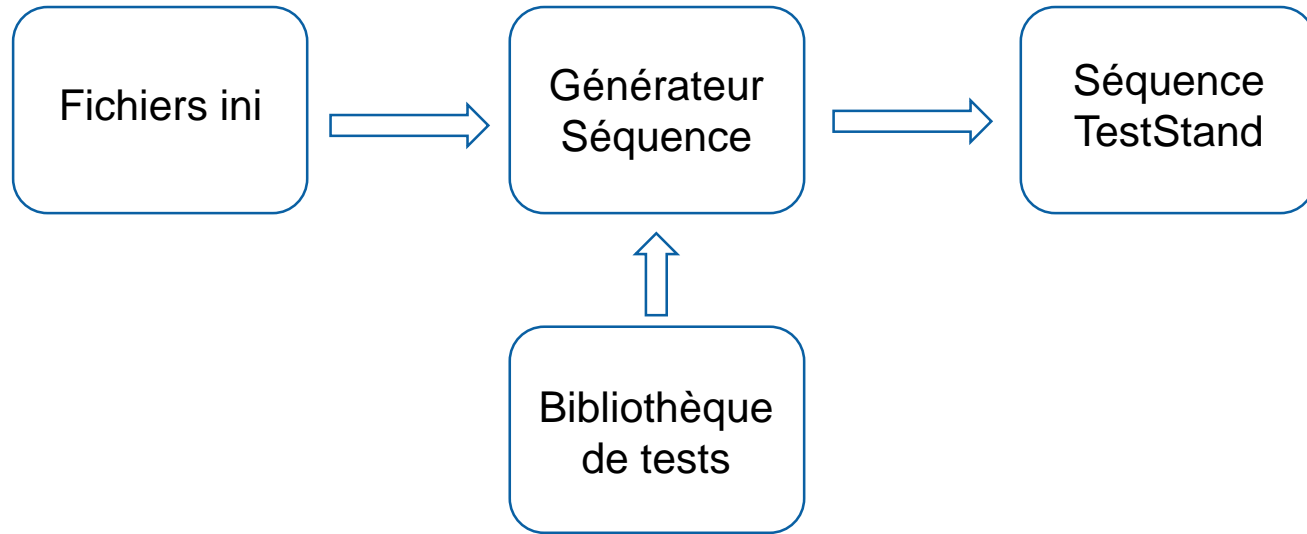 Fichiers ini
Générateur
Séquence
Séquence
TestStand
Bibliothèque
de tests